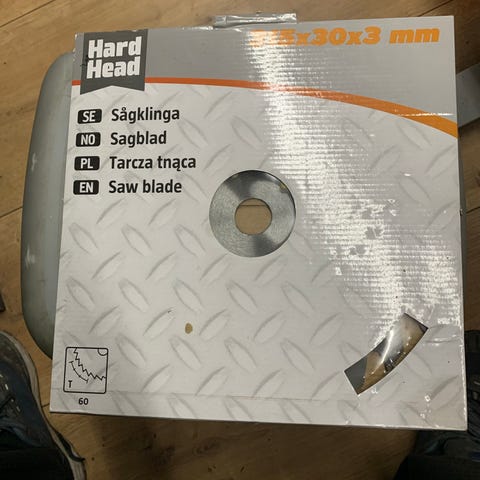 Hard
Head
x30x3 mm
SE Sågklinga
NO Sagblad
PL Tarcza tnąca
EN Saw blade
T
60